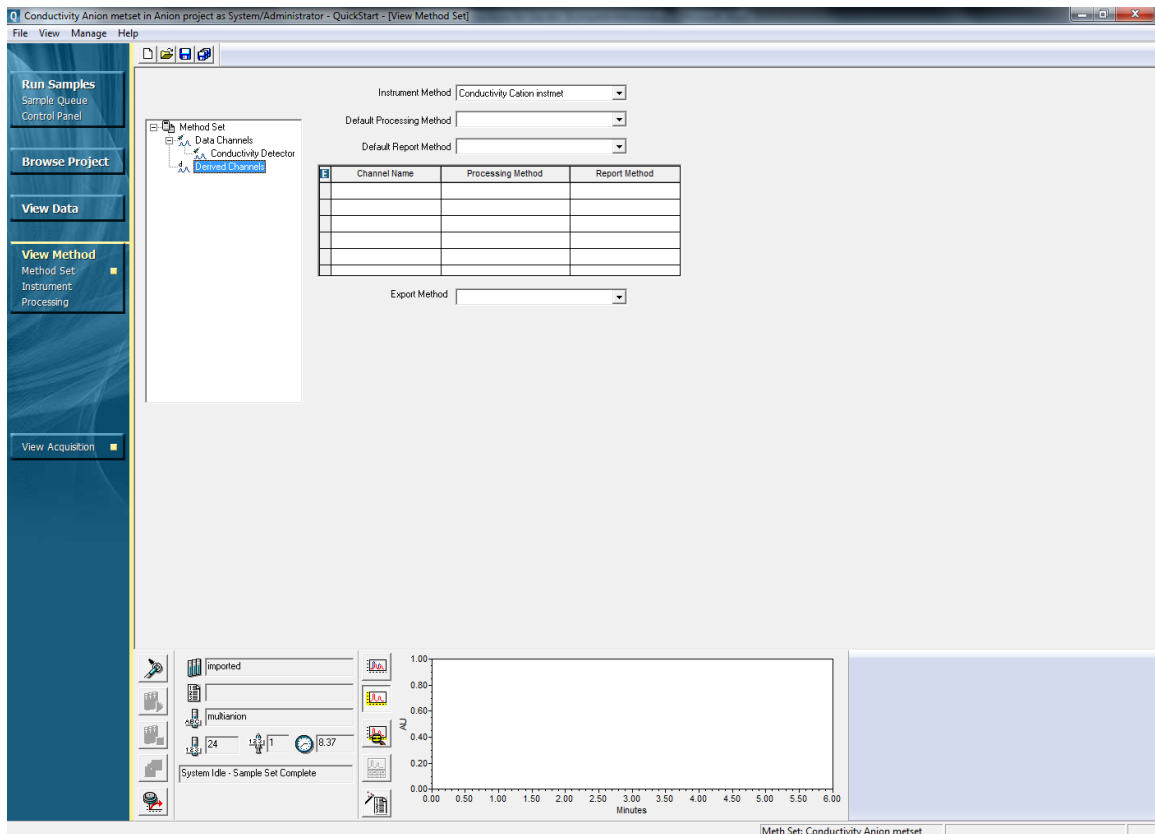 Conductivity Anion metset in Anion project as System/Administrator - QuickStart - [View Method Set]
File View Manage Help
Run Samples
Sample Queue
Control Panel
Browse Project
View Data
View Method
Method Set
Instrument
Processing
View Acquisition
Method Set
Data Channels
Conductivity Detector
Derived Channels
Instrument Method Conductivity Cation instmet
Default Processing Method
Default Report Method
E Channel Name Processing Method Report Method
Export Method
imported
multianion
24 1 8.37
System Idle - Sample Set Complete
1.00
0.80
0.60
AU
0.40
0.20
0.00
0.00 0.50 1.00 1.50 2.00 2.50 3.00 3.50 4.00 4.50 5.00 5.50 6.00
Minutes
Meth Set: Conductivity Anion metset